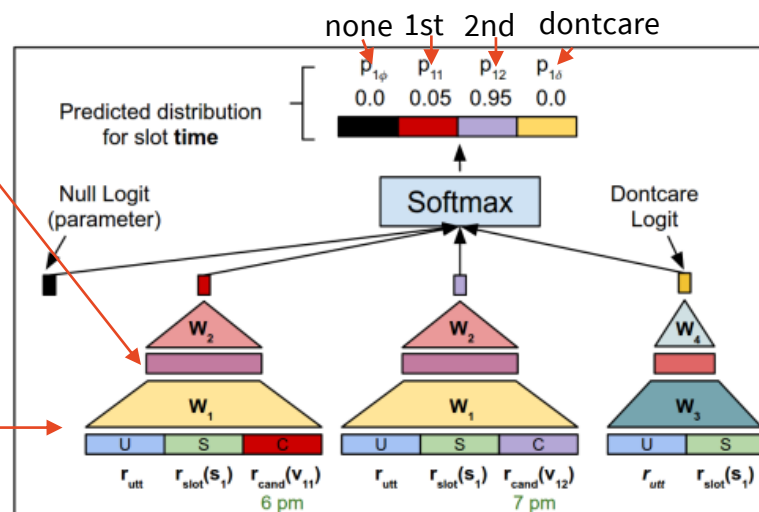 none 1st 2nd dontcare
p1ϕ p11 p12 p1δ
0.0 0.05 0.95 0.0
Predicted distribution
for slot time
Null Logit
(parameter)
Softmax
Dontcare
Logit
W2 W2 W4
W1 W1 W3
U S C U S C U S
rutt rslot(s1) rcand(v11) rutt rslot(s1) rcand(v12) rutt rslot(s1)
6 pm 7 pm